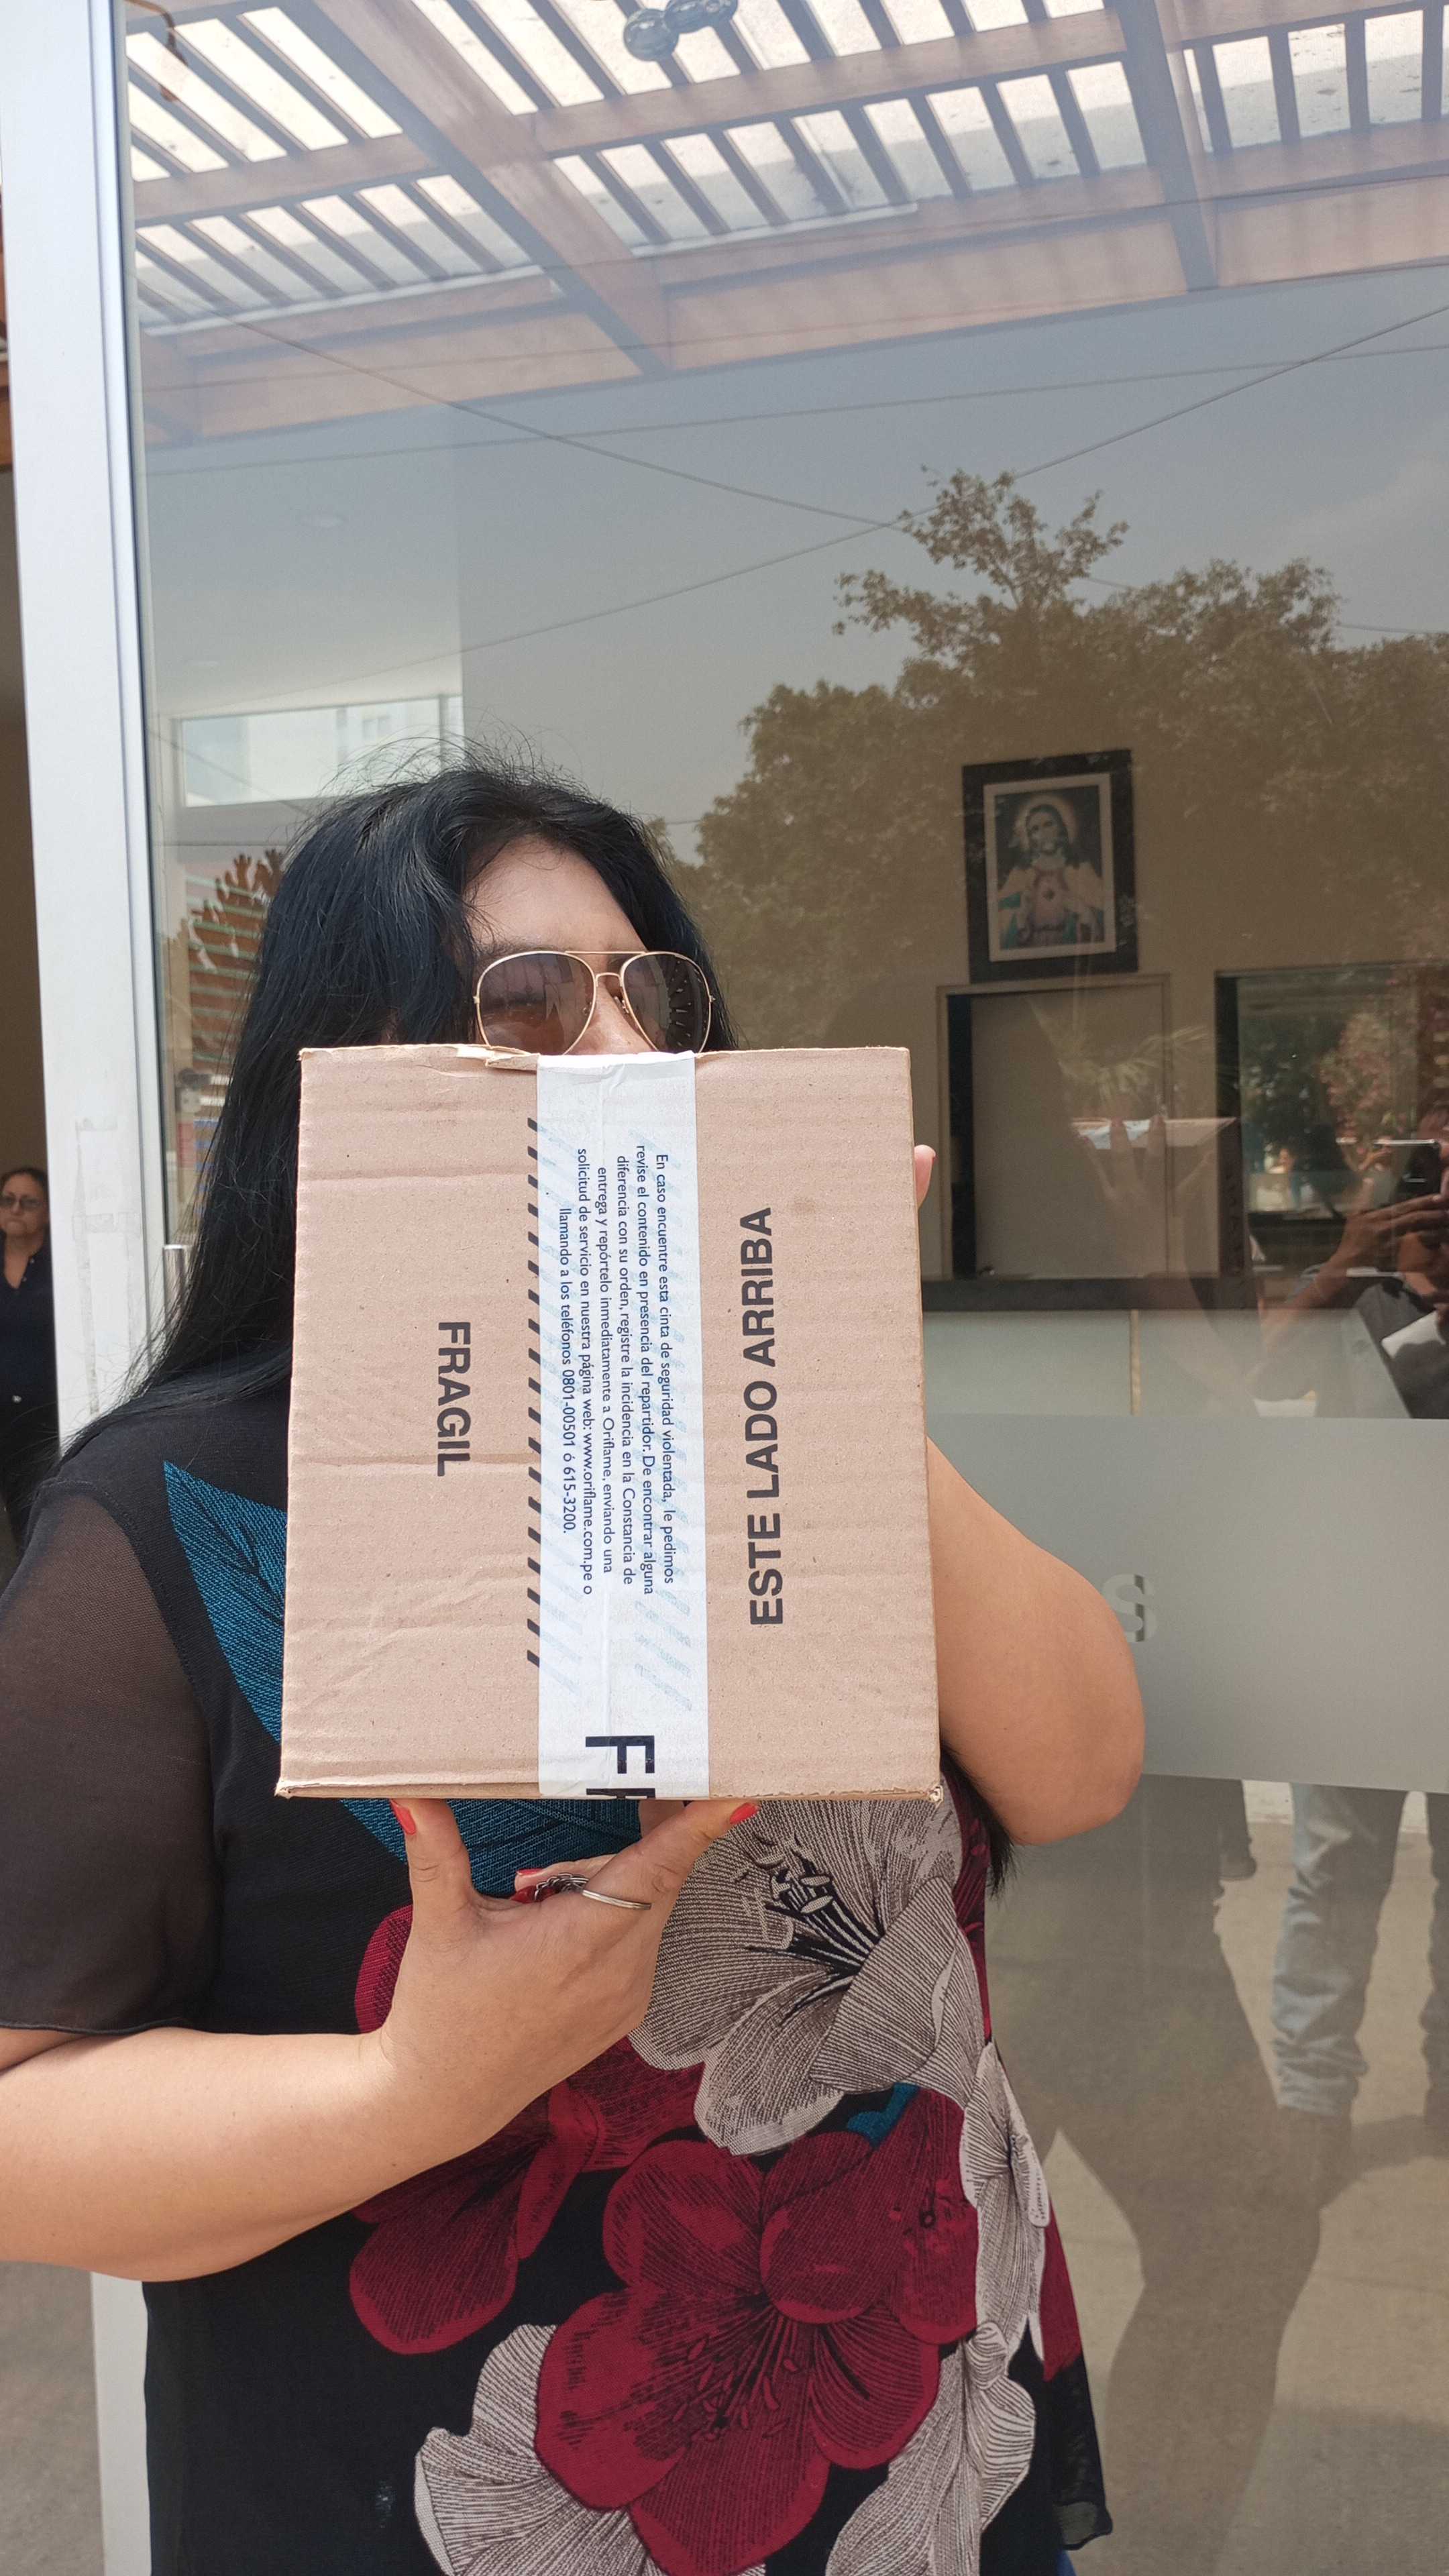 ESTE LADO ARRIBA
En caso encuentre esta cinta de seguridad violentada, le pedimos
revise el contenido en presencia del repartidor. De encontrar alguna
diferencia con su orden, registre la incidencia en la Constancia de
entrega y repórtelo inmediatamente a Oriflame, enviando una
solicitud de servicio en nuestra página web: www.oriflame.com.pe o
llamando a los teléfonos 0801-00501 ó 615-3200.
FRAGIL
S